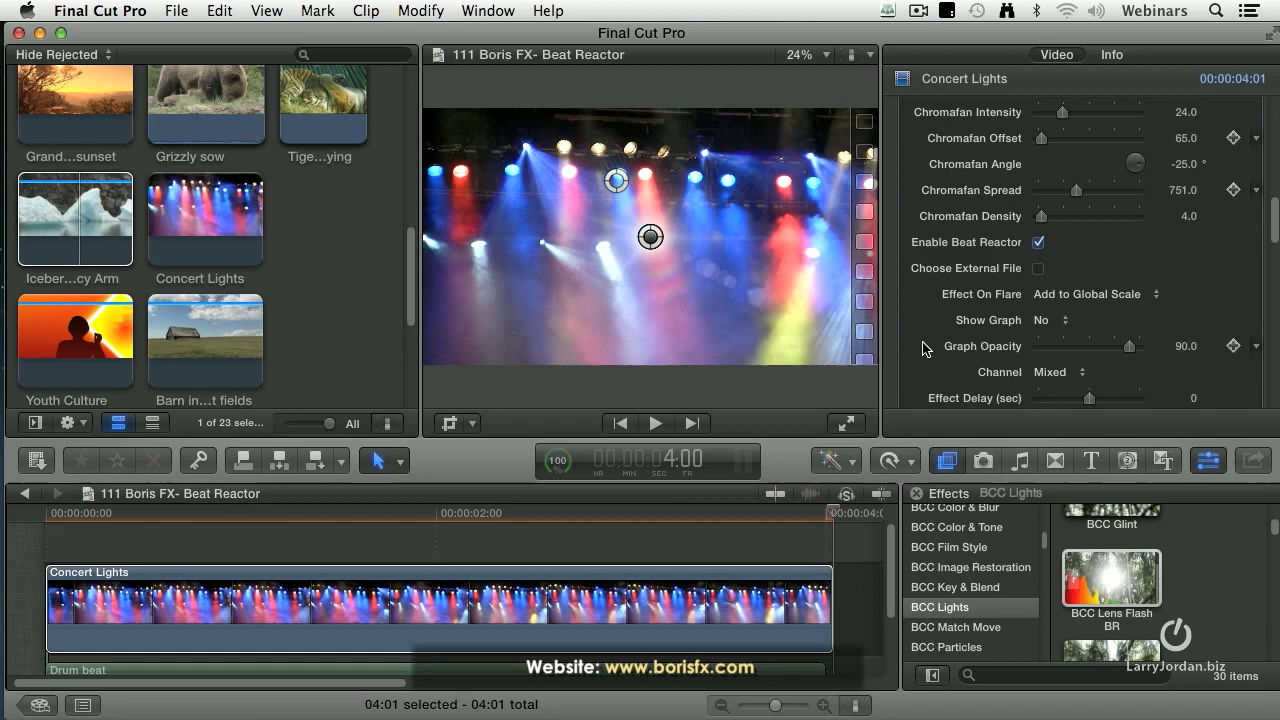 Final Cut Pro File Edit View Mark Clip Modify Window Help Webinars
Final Cut Pro
Hide Rejected
111 Boris FX- Beat Reactor 24%
Video Info
Concert Lights 00:00:04:01
Grand...sunset Grizzly sow Tige...ying
Iceber...cy Arm Concert Lights
Youth Culture Barn in...t fields
Chromafan Intensity 24.0
Chromafan Offset 65.0
Chromafan Angle -25.0 °
Chromafan Spread 751.0
Chromafan Density 4.0
Enable Beat Reactor
Choose External File
Effect On Flare Add to Global Scale
Show Graph No
Graph Opacity 90.0
Channel Mixed
Effect Delay (sec) 0
1 of 23 sele... All
100 % 00:00:04:00
HR MIN SEC FR
111 Boris FX- Beat Reactor
00:00:00:00 00:00:02:00 00:00:04:0
Concert Lights
Drum beat
Effects BCC Lights
BCC Color & Blur
BCC Color & Tone
BCC Film Style
BCC Image Restoration
BCC Key & Blend
BCC Lights
BCC Match Move
BCC Particles
BCC Glint
BCC Lens Flash
BR
Website: www.borisfx.com
LarryJordan.biz
30 items
04:01 selected - 04:01 total